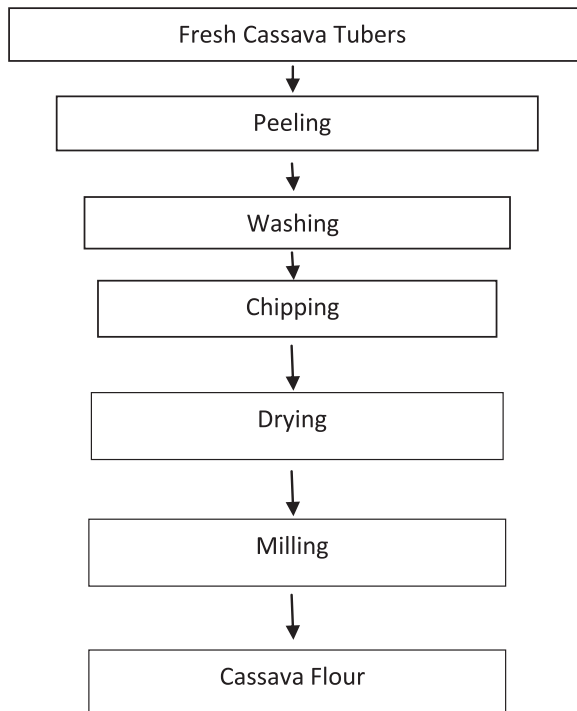 Fresh Cassava Tubers
Peeling
Washing
Chipping
Drying
Milling
Cassava Flour